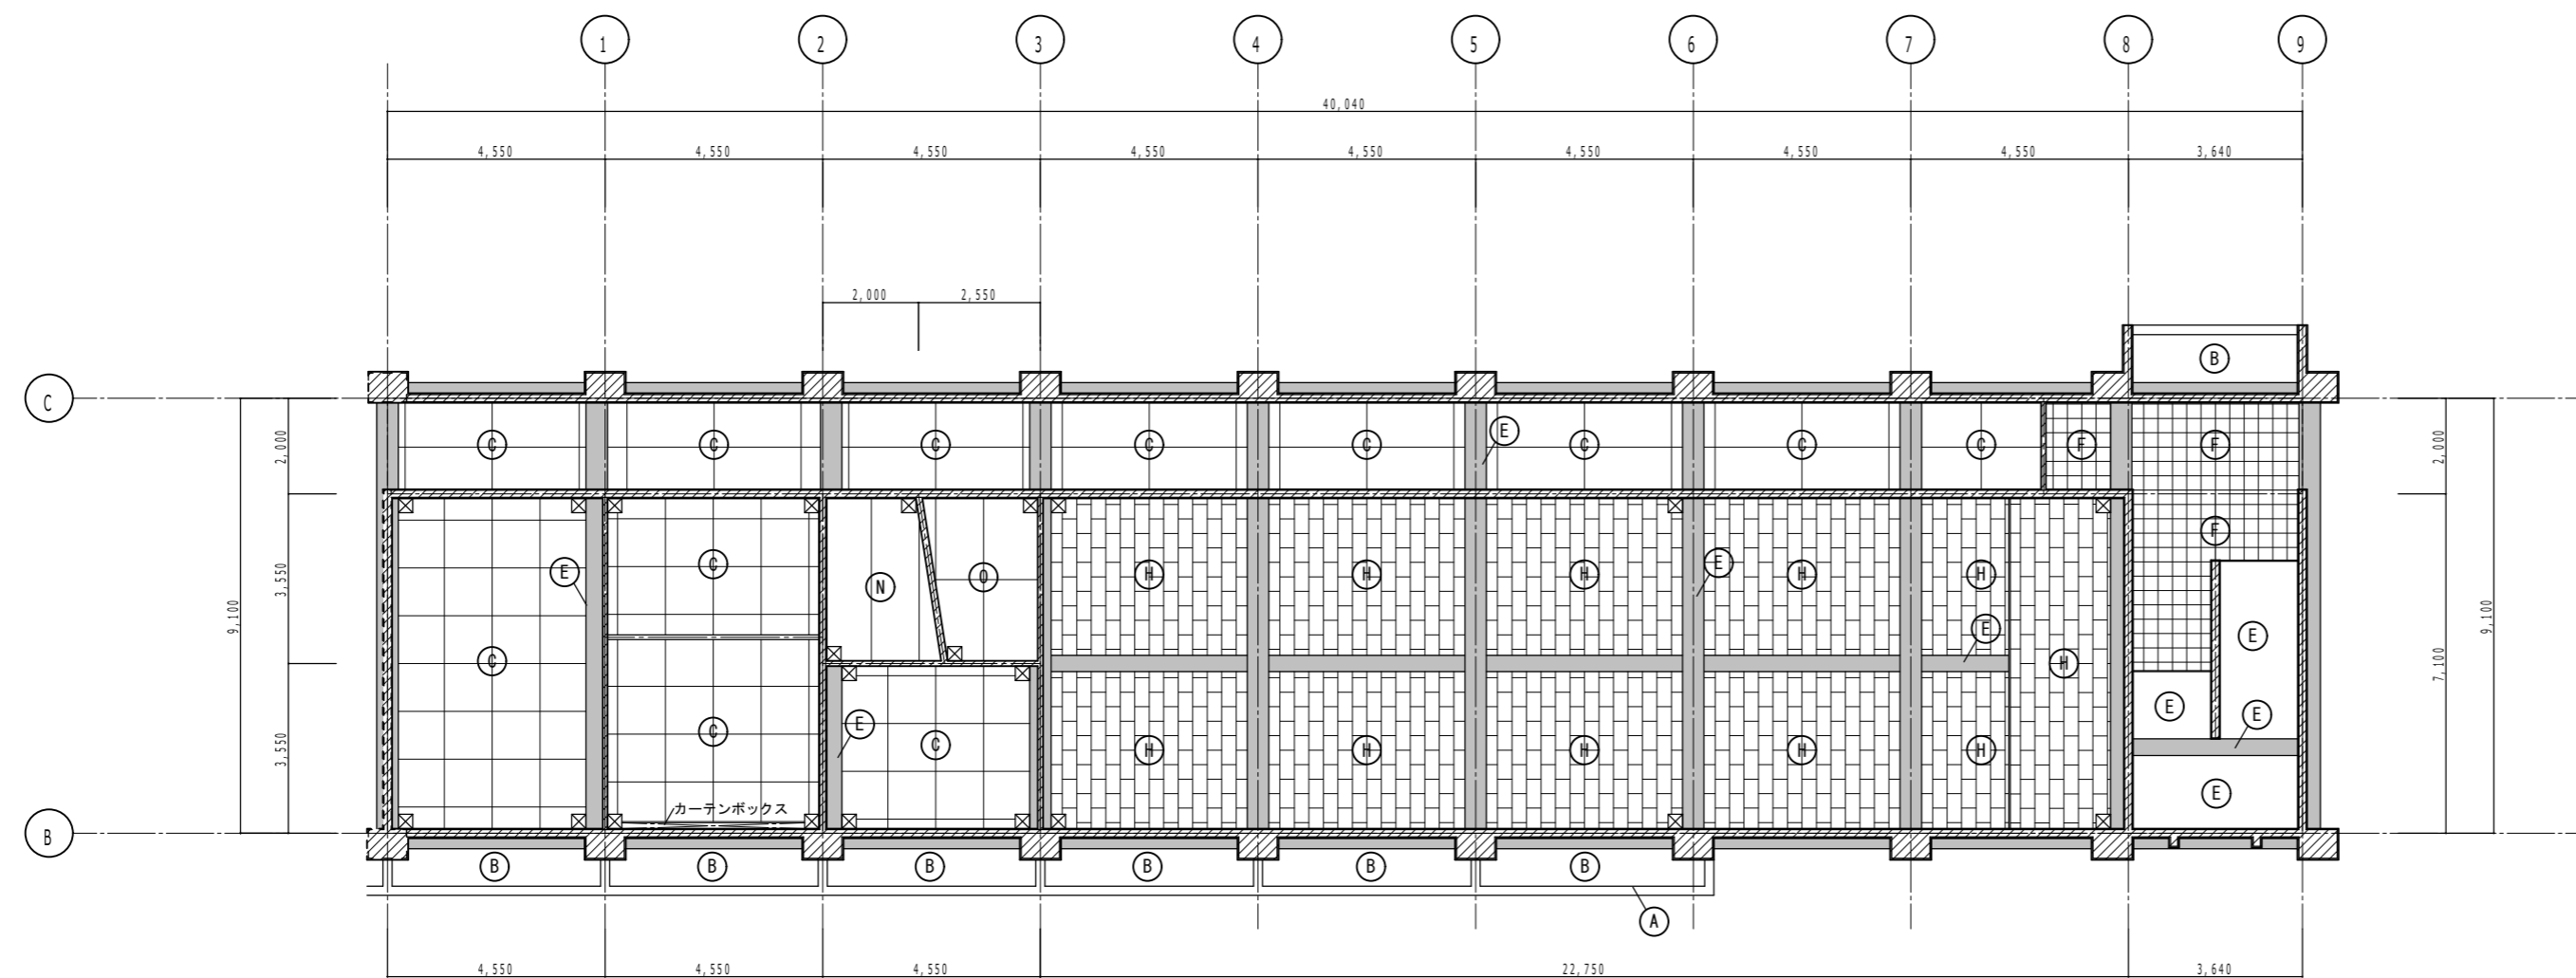 1 2 3 4 5 6 7 8 9
40,040
4,550 4,550 4,550 4,550 4,550 4,550 4,550 4,550 3,640
2,000 2,550
B
C
C C C C C C C C F F
E
2,000 2,000
F
E C H H H H H
E
N O
3,550 9,100 9,100
E
E
C H
7,100
E
C E C H H H H H
E
3,550
E
カーテンボックス
B
B B B B B B
A
4,550 4,550 4,550 22,750 3,640